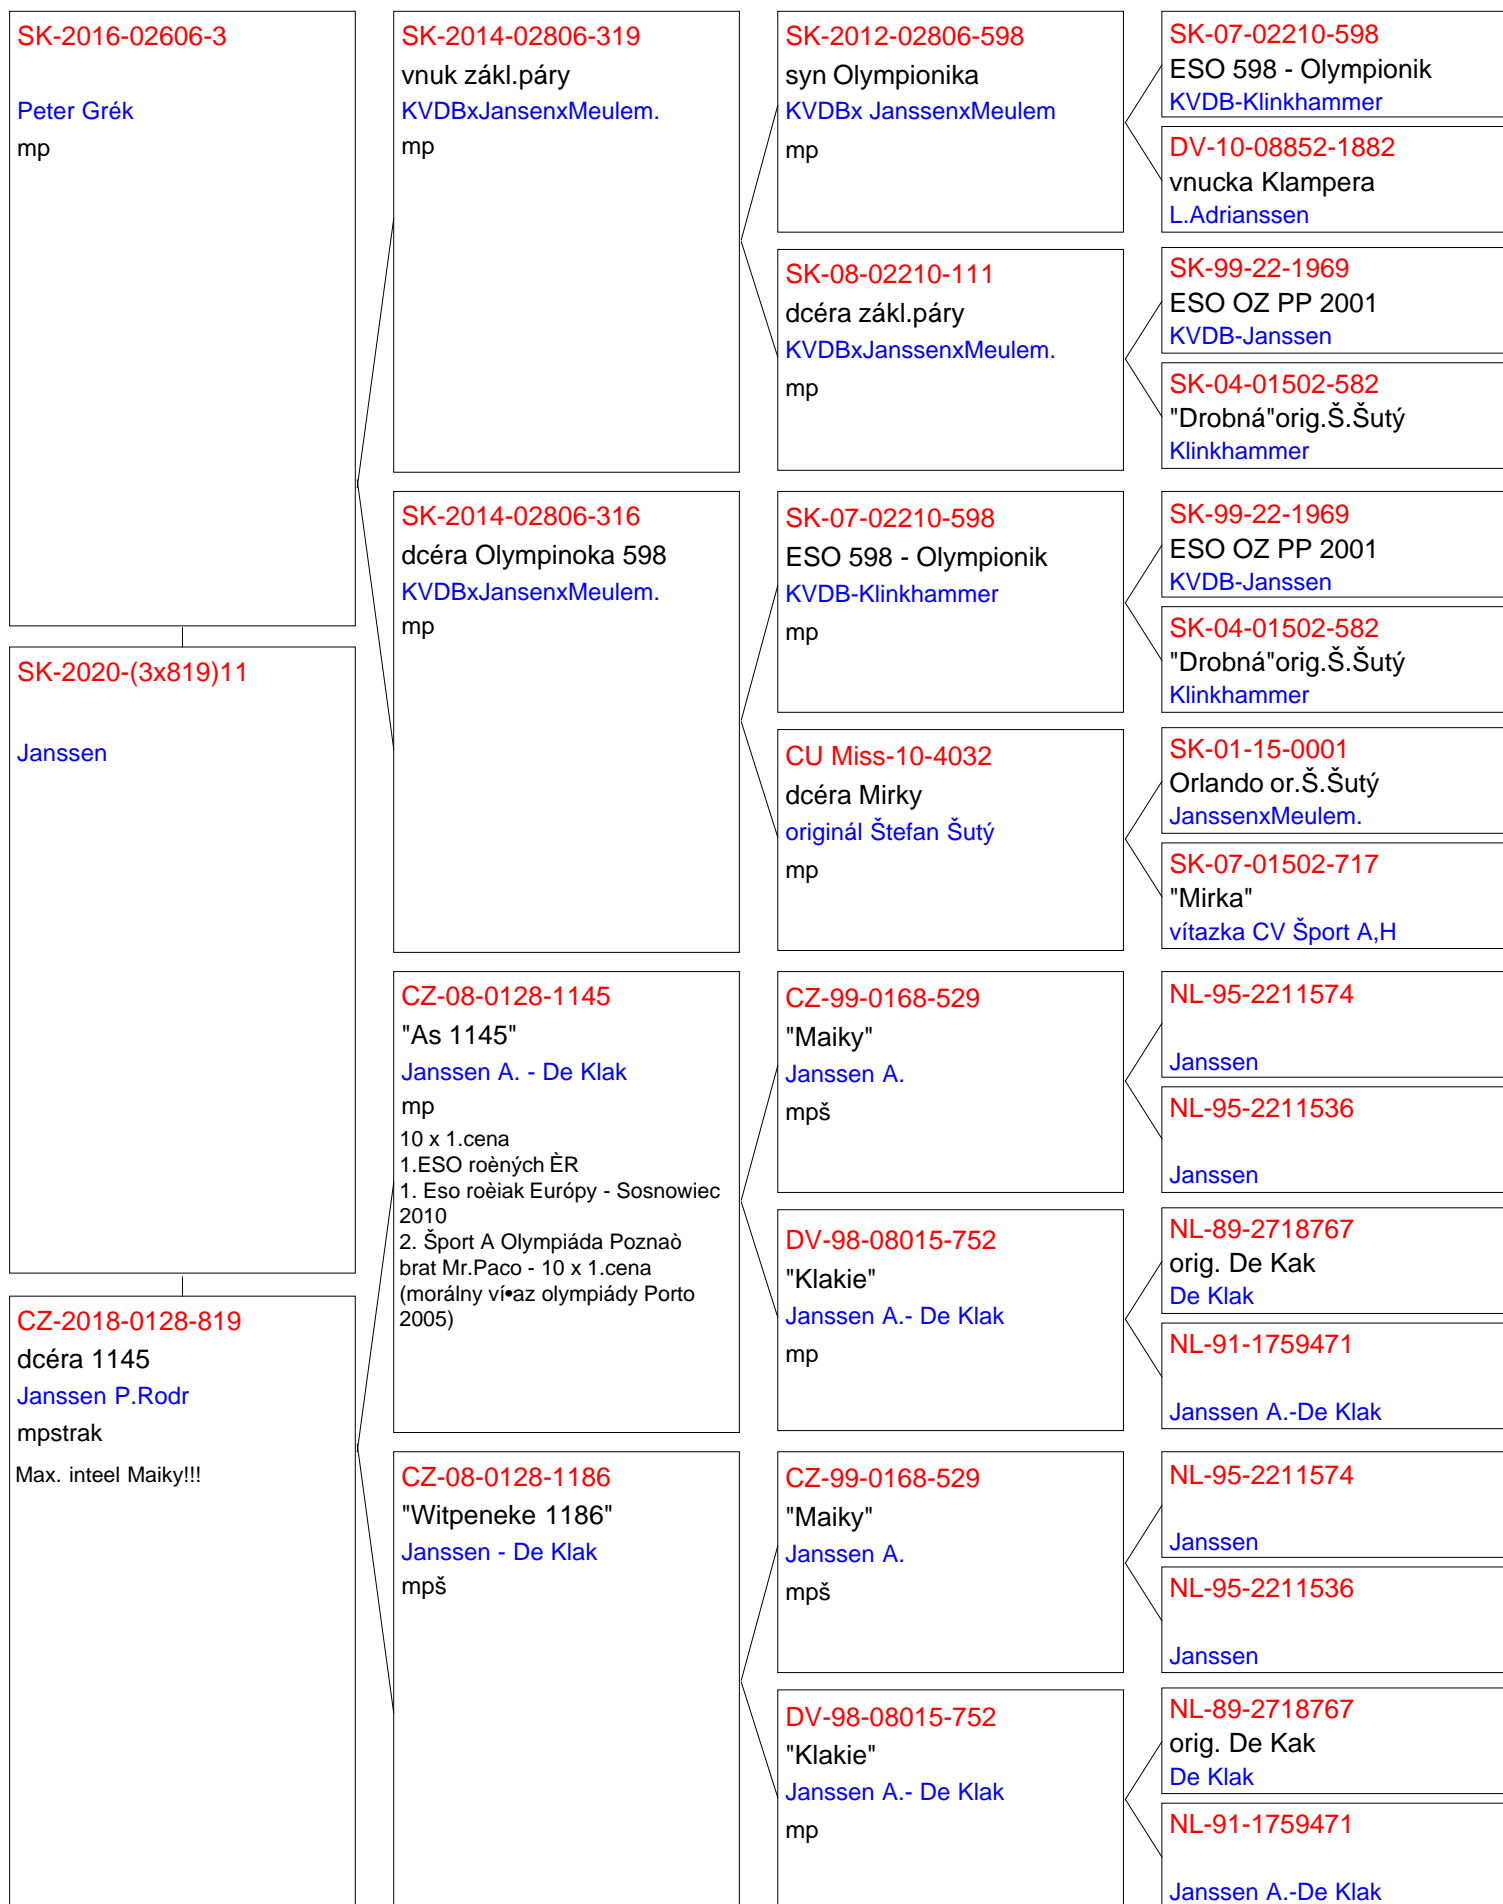 SK-2016-02606-3
Peter Grék
mp
SK-2020-(3x819)11
Janssen
CZ-2018-0128-819
dcéra 1145
Janssen P.Rodr
mpstrak
Max. inteel Maiky!!!
SK-2014-02806-319
vnuk zákl.páry
KVDBxJansenxMeulem.
mp
SK-2014-02806-316
dcéra Olympinoka 598
KVDBxJansenxMeulem.
mp
CZ-08-0128-1145
"As 1145"
Janssen A. - De Klak
mp
10 x 1.cena
1.ESO roèných ÈR
1. Eso roèiak Európy - Sosnowiec
2010
2. Šport A Olympiáda Poznaò
brat Mr.Paco - 10 x 1.cena
(morálny ví•az olympiády Porto
2005)
CZ-08-0128-1186
"Witpeneke 1186"
Janssen - De Klak
mpš
SK-2012-02806-598
syn Olympionika
KVDBx JanssenxMeulem
mp
SK-08-02210-111
dcéra zákl.páry
KVDBxJanssenxMeulem.
mp
SK-07-02210-598
ESO 598 - Olympionik
KVDB-Klinkhammer
mp
CU Miss-10-4032
dcéra Mirky
originál Štefan Šutý
mp
CZ-99-0168-529
"Maiky"
Janssen A.
mpš
DV-98-08015-752
"Klakie"
Janssen A.- De Klak
mp
CZ-99-0168-529
"Maiky"
Janssen A.
mpš
DV-98-08015-752
"Klakie"
Janssen A.- De Klak
mp
SK-07-02210-598
ESO 598 - Olympionik
KVDB-Klinkhammer
DV-10-08852-1882
vnucka Klampera
L.Adrianssen
SK-99-22-1969
ESO OZ PP 2001
KVDB-Janssen
SK-04-01502-582
"Drobná"orig.Š.Šutý
Klinkhammer
SK-99-22-1969
ESO OZ PP 2001
KVDB-Janssen
SK-04-01502-582
"Drobná"orig.Š.Šutý
Klinkhammer
SK-01-15-0001
Orlando or.Š.Šutý
JanssenxMeulem.
SK-07-01502-717
"Mirka"
vítazka CV Šport A,H
NL-95-2211574
Janssen
NL-95-2211536
Janssen
NL-89-2718767
orig. De Kak
De Klak
NL-91-1759471
Janssen A.-De Klak
NL-95-2211574
Janssen
NL-95-2211536
Janssen
NL-89-2718767
orig. De Kak
De Klak
NL-91-1759471
Janssen A.-De Klak